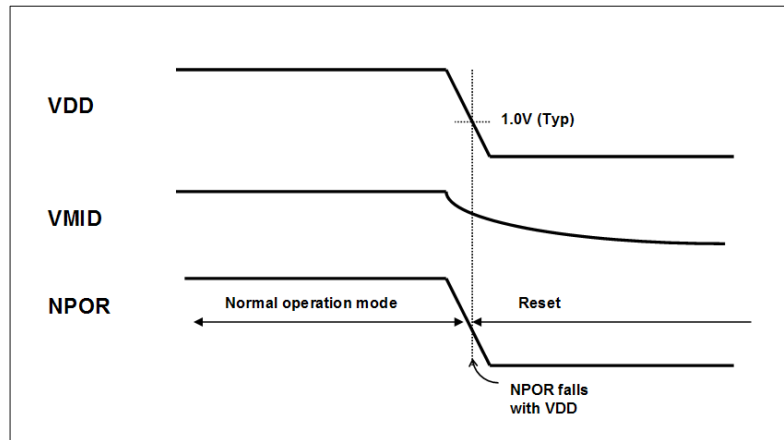 VDD
1.0V (Typ)
VMID
NPOR
Normal operation mode
Reset
NPOR falls
with VDD